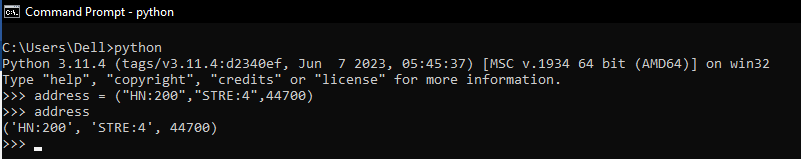 Command Prompt - python
C:\Users\Dell>python
Python 3.11.4 (tags/v3.11.4:d2340ef, Jun  7 2023, 05:45:37) [MSC v.1934 64 bit (AMD64)] on win32
Type "help", "copyright", "credits" or "license" for more information.
>>> address = ("HN:200","STRE:4",44700)
>>> address
('HN:200', 'STRE:4', 44700)
>>>